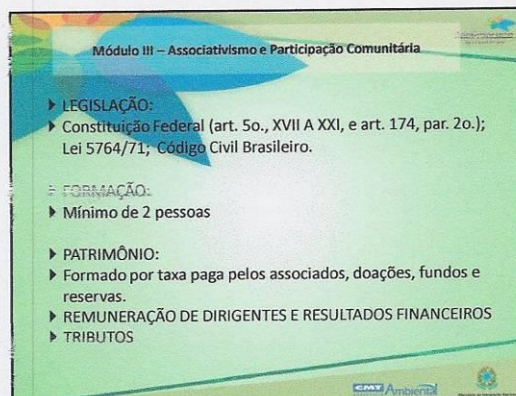 Módulo III – Associativismo e Participação Comunitária
LEGISLAÇÃO:
Constituição Federal (art. 5o., XVII A XXI, e art. 174, par. 2o.);
Lei 5764/71; Código Civil Brasileiro.
FORMAÇÃO:
Mínimo de 2 pessoas
PATRIMÔNIO:
Formado por taxa paga pelos associados, doações, fundos e
reservas.
REMUNERAÇÃO DE DIRIGENTES E RESULTADOS FINANCEIROS
TRIBUTOS
CMT Ambiental